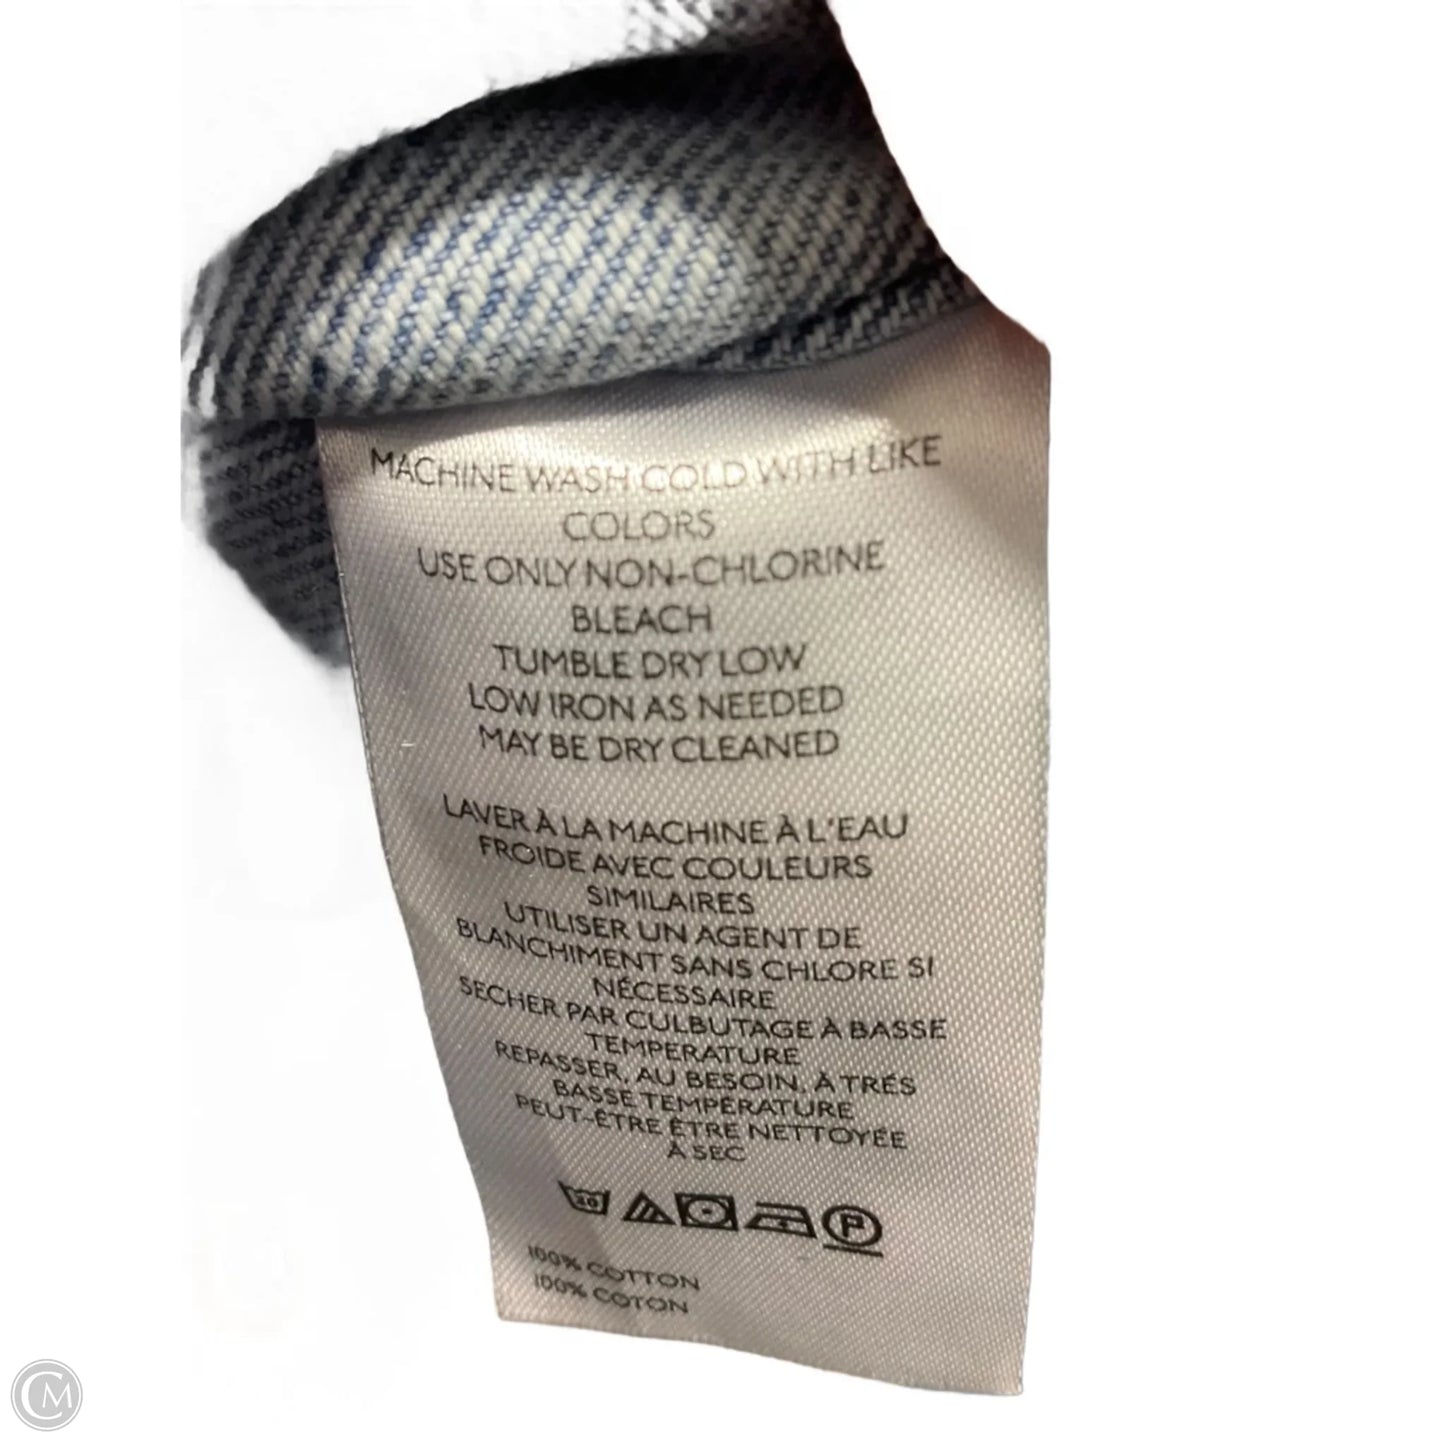 MACHINE WASH COLD WITH LIKE
COLORS
USE ONLY NON-CHLORINE
BLEACH
TUMBLE DRY LOW
LOW IRON AS NEEDED
MAY BE DRY CLEANED
LAVER À LA MACHINE À L'EAU
FROIDE AVEC COULEURS
SIMILAIRES
UTILISER UN AGENT DE
BLANCHIMENT SANS CHLORE SI
NÉCESSAIRE
SECHER PAR CULBUTAGE À BASSE
TEMPERATURE
REPASSER, AU BESOIN, À TRÉS
BASSE TEMPÉRATURE
PEUT-ÊTRE ÊTRE NETTOYÉE
À SEC
30 P
100% COTTON
100% COTON
CM